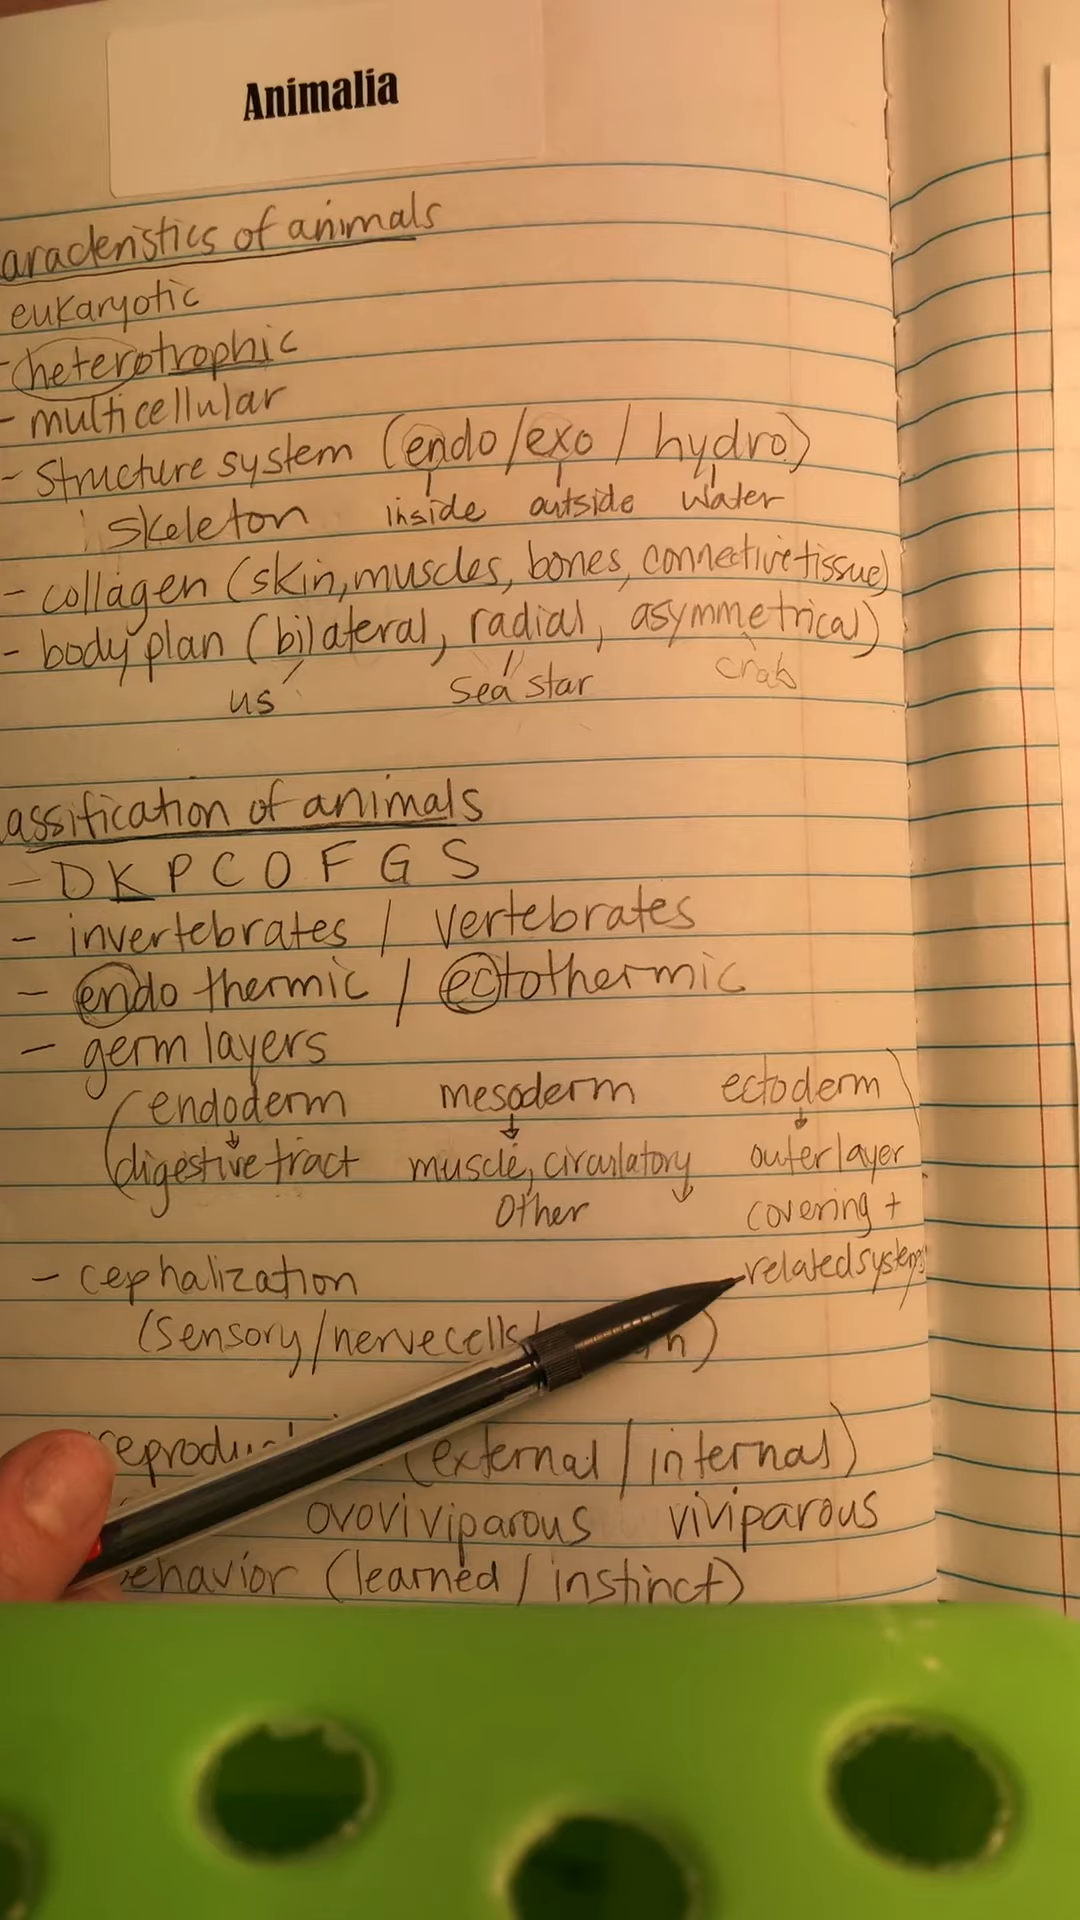 Animalia
aracteristics of animals
eukaryotic
- heterotrophic
- multicellular
- Structure system (endo/exo / hydro)
skeleton inside outside water
- collagen (skin, muscles, bones, connective tissue)
- body plan (bilateral, radial, asymmetrical)
us sea star crab
assification of animals
- D K P C O F G S
- invertebrates / vertebrates
- endothermic / ectothermic
- germ layers
(endoderm mesoderm ectoderm)
digestive tract muscle, circulatory outer layer
other covering +
related systems
- cephalization
(sensory/nerve cells/
(external / internal)
ovoviviparous viviparous
ehavior (learned / instinct)